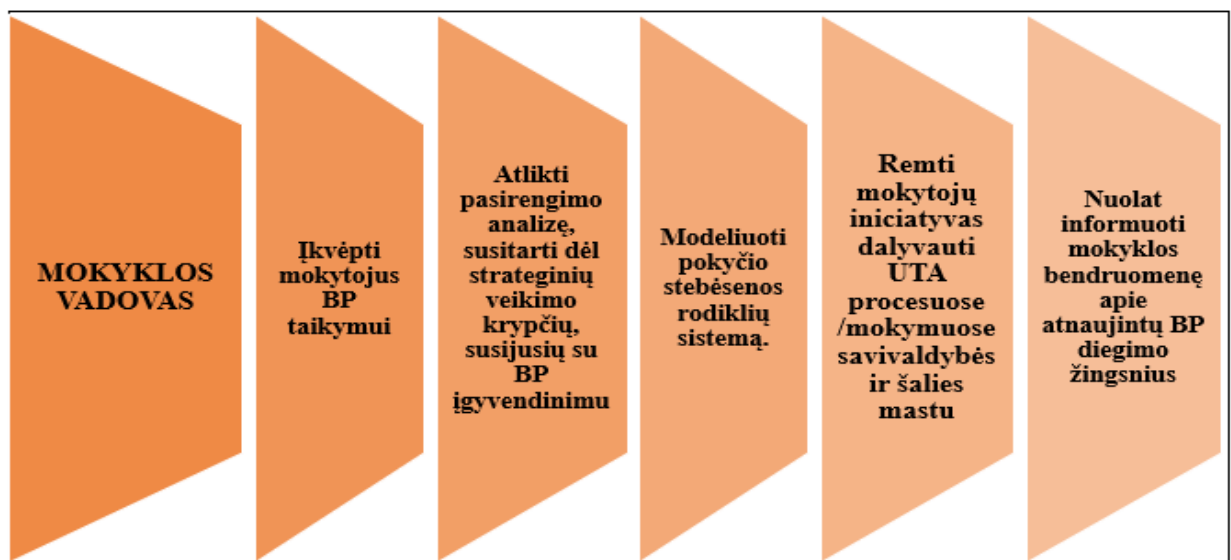 MOKYKLOS
VADOVAS
Įkvėpti
mokytojus
BP
taikymui
Atlikti
pasirengimo
analizę,
susitarti dėl
strateginių
veikimo
krypčių,
susijusių su
BP
įgyvendinimu
Modeliuoti
pokyčio
stebėsenos
rodiklių
sistemą.
Remti
mokytojų
iniciatyvas
dalyvauti
UTA
procesuose
/mokymuose
savivaldybės
ir šalies
mastu
Nuolat
informuoti
mokyklos
bendruomenę
apie
atnaujintų BP
diegimo
žingsnius